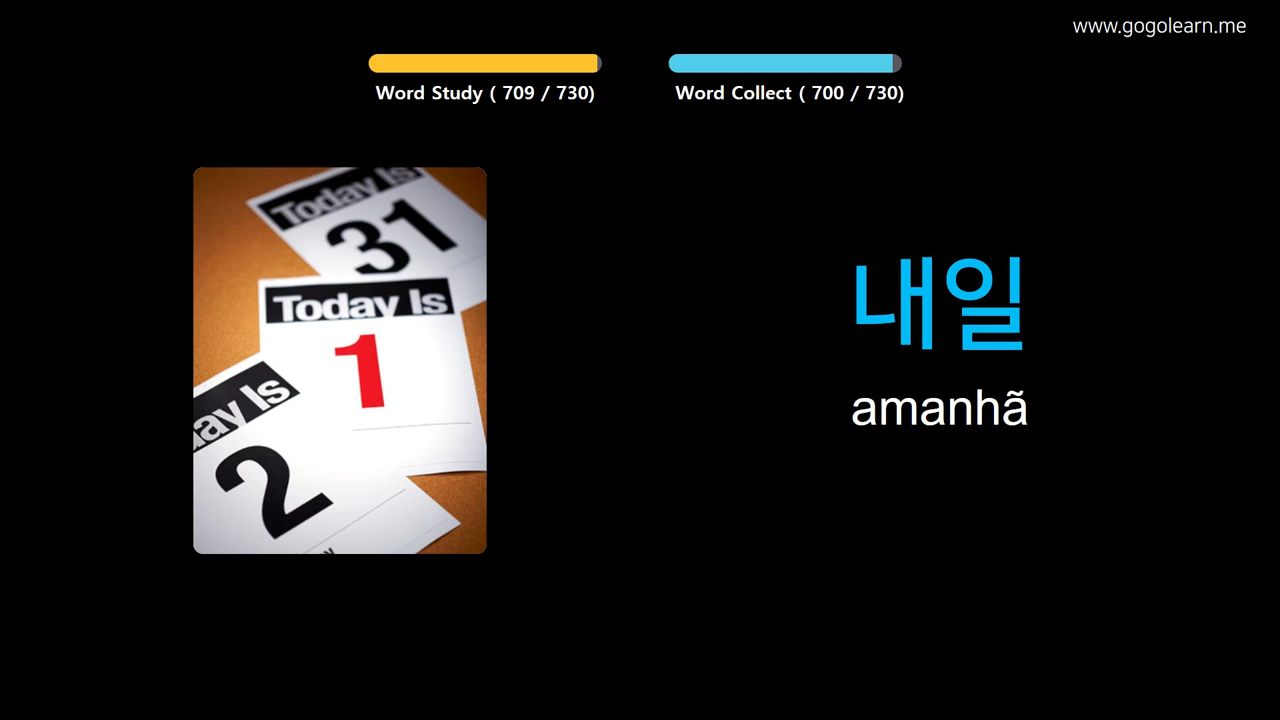 www.gogolearn.me
Word Study ( 709 / 730)
Word Collect ( 700 / 730)
Today Is
31
Today Is
1
ay Is
2
내일
amanhã